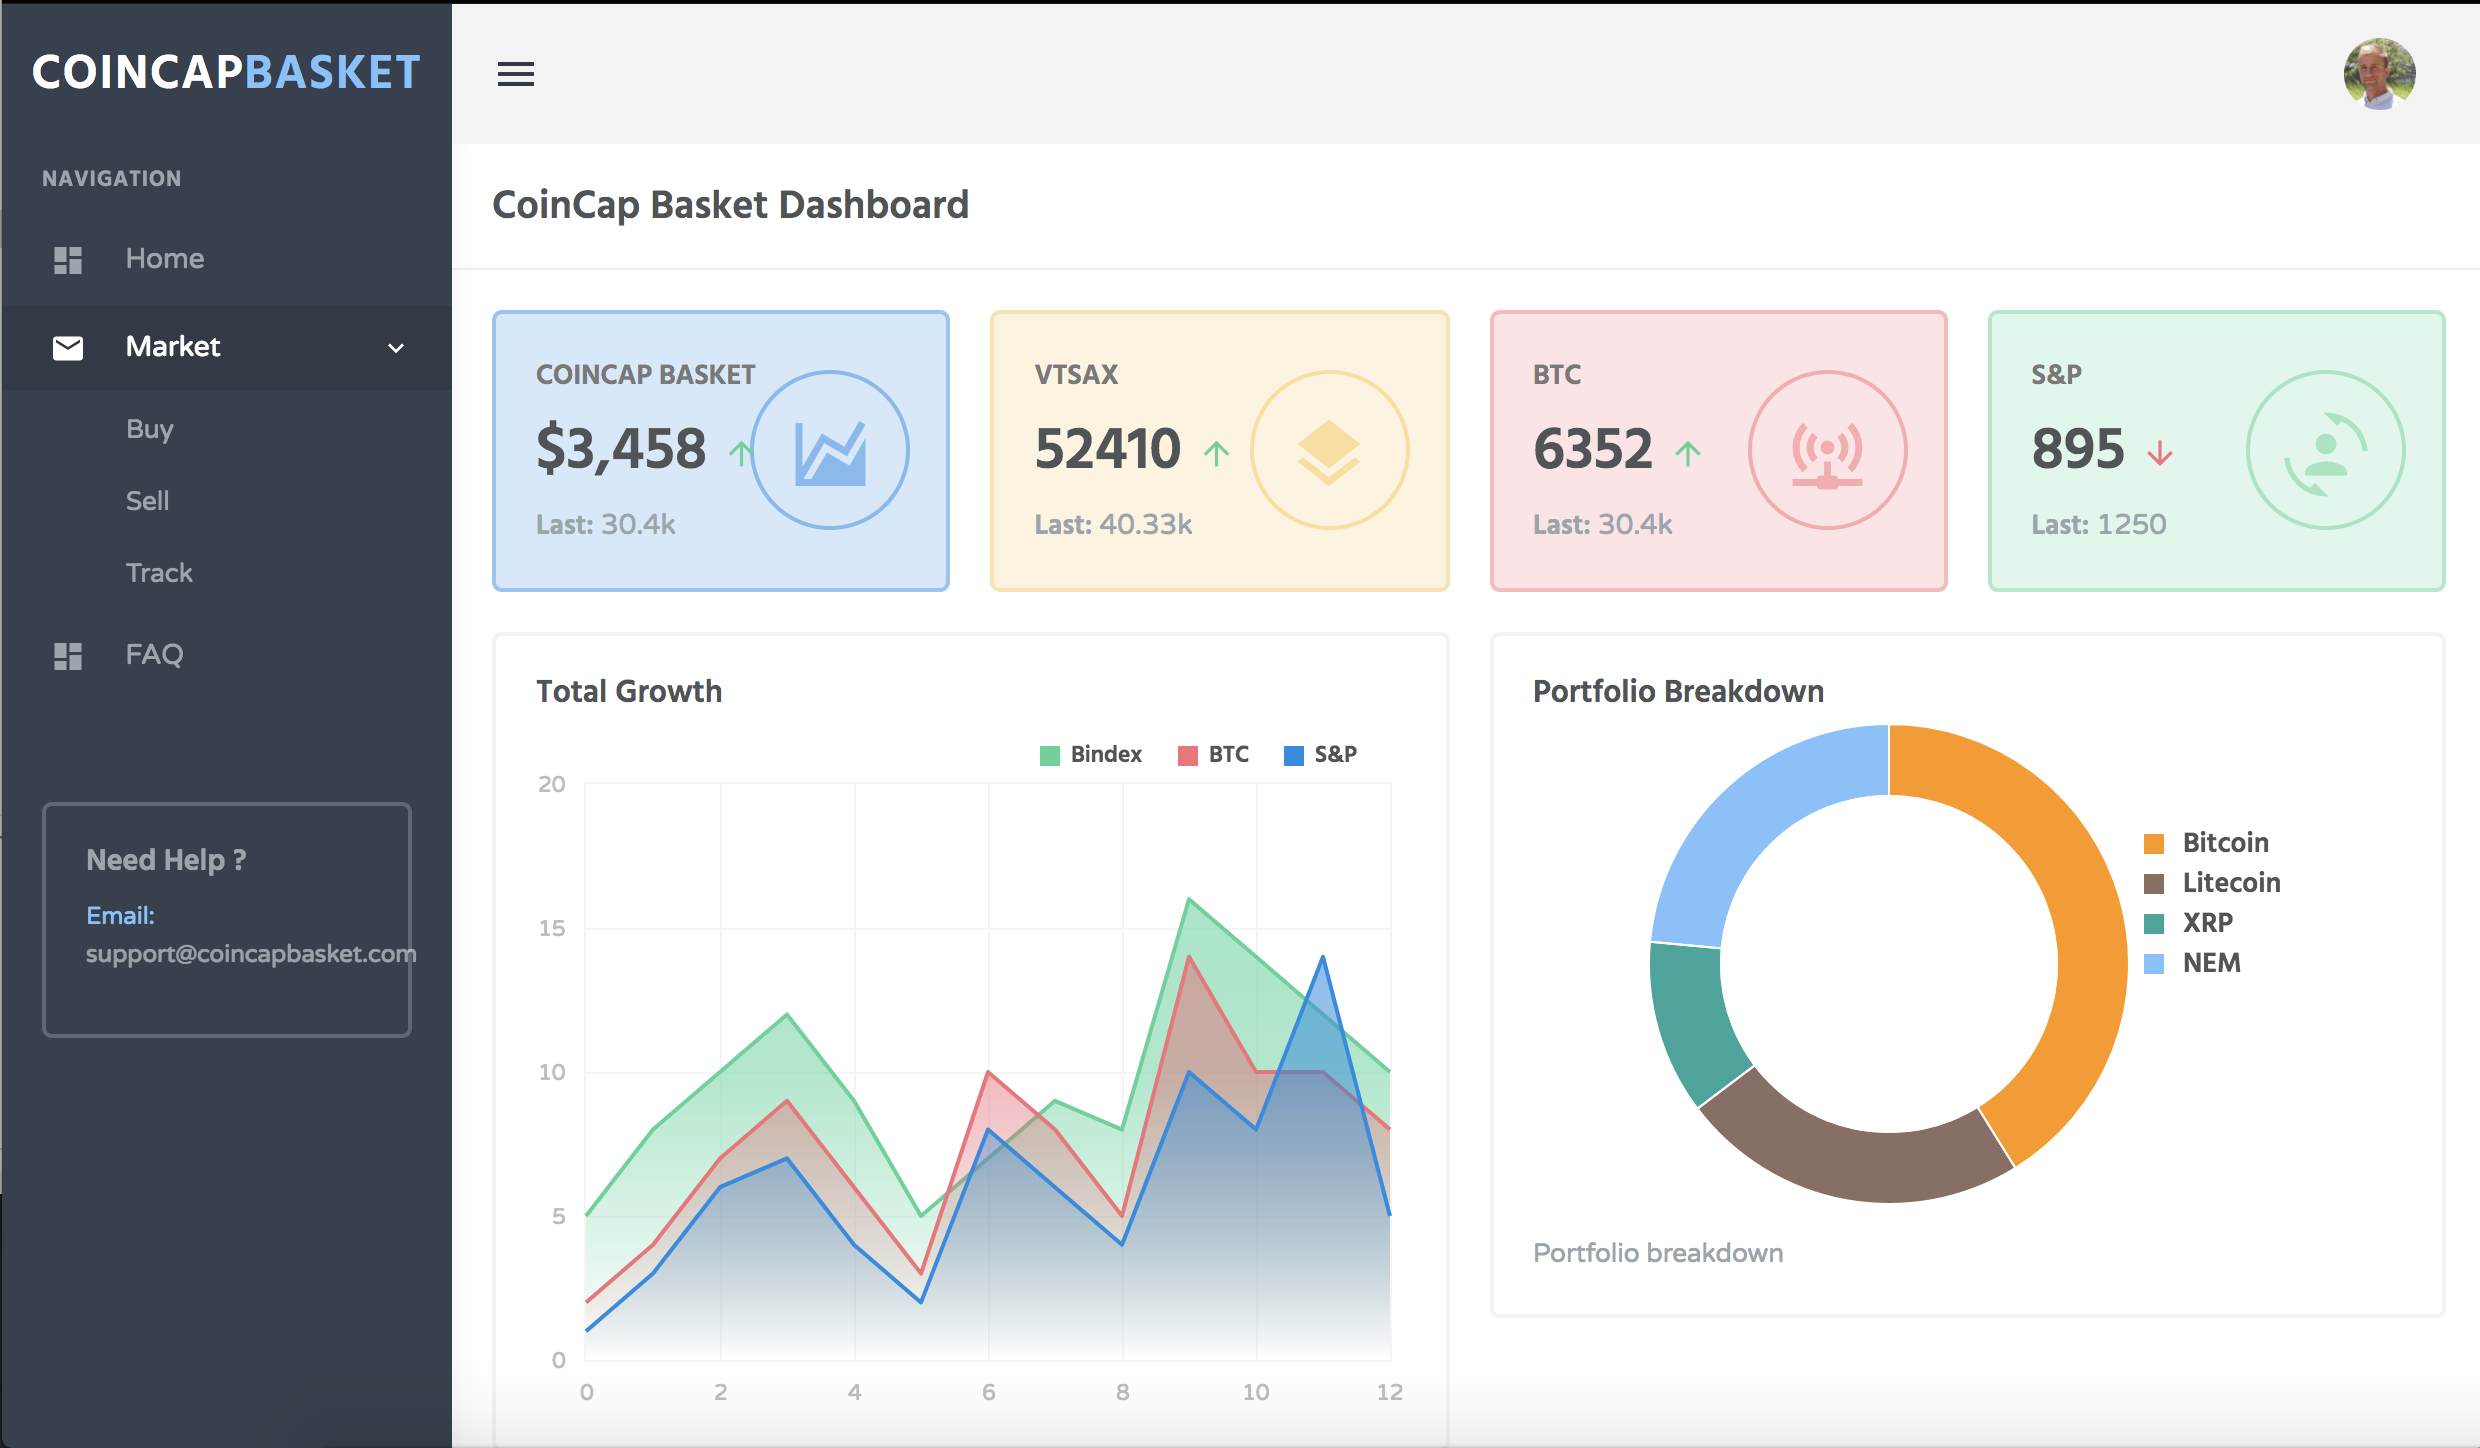 COINCAPBASKET
NAVIGATION
Home
Market
Buy
Sell
Track
FAQ
Need Help ?
Email:
support@coincapbasket.com
CoinCap Basket Dashboard
COINCAP BASKET
$3,458
Last: 30.4k
VTSAX
52410
Last: 40.33k
BTC
6352
Last: 30.4k
S&P
895
Last: 1250
Total Growth
Bindex BTC S&P
20
15
10
5
0
0 2 4 6 8 10 12
Portfolio Breakdown
Bitcoin
Litecoin
XRP
NEM
Portfolio breakdown